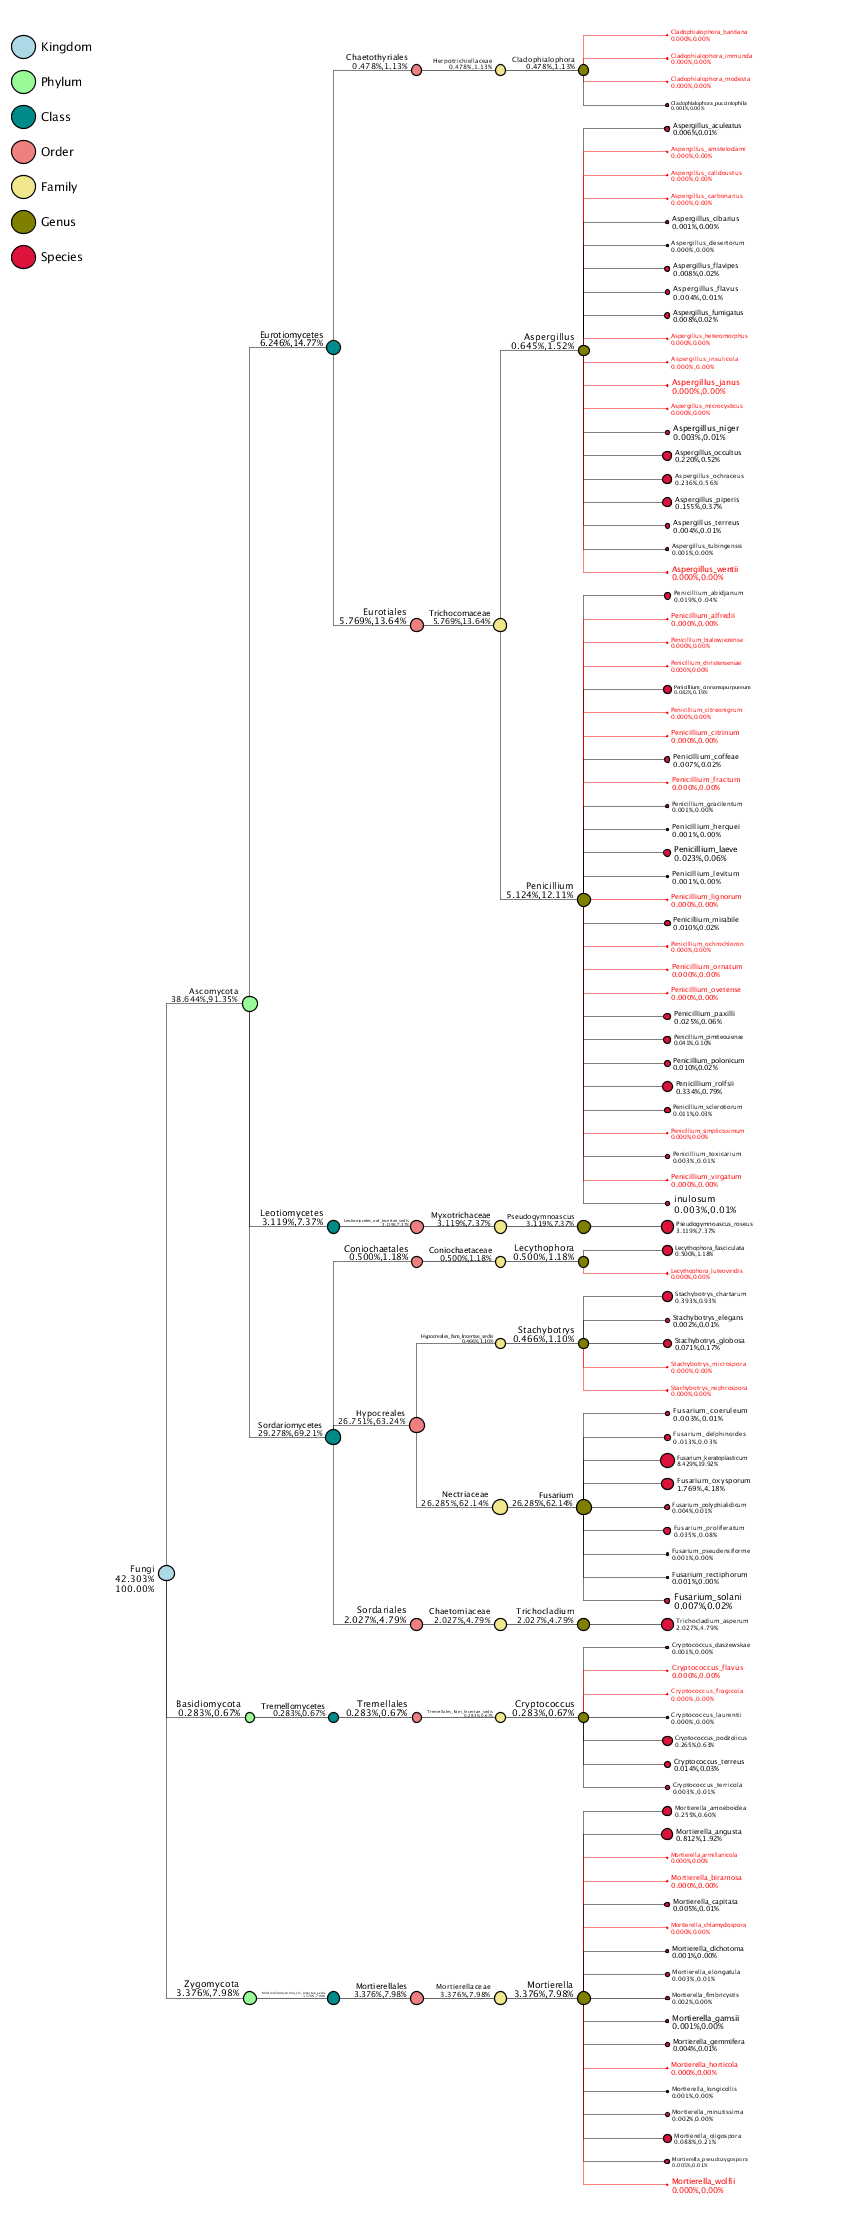 Kingdom
Phylum
Class
Order
Family
Genus
Species
Cladophialophora_bantiana
0.000%,0.00%
Cladophialophora_immunda
0.000%,0.00%
Chaetothyriales
0.478%,1.13%
Herpotrichiellaceae
0.478%,1.13%
Cladophialophora
0.478%,1.13%
Cladophialophora_modesta
0.000%,0.00%
Cladophialophora_pucciniophila
0.001%,0.00%
Aspergillus_aculeatus
0.006%,0.01%
Aspergillus_amstelodami
0.000%,0.00%
Aspergillus_calidoustus
0.000%,0.00%
Aspergillus_carbonarius
0.000%,0.00%
Aspergillus_cibarius
0.001%,0.00%
Aspergillus_desertorum
0.000%,0.00%
Aspergillus_flavipes
0.008%,0.02%
Aspergillus_flavus
0.004%,0.01%
Aspergillus_fumigatus
0.008%,0.02%
Eurotiomycetes
6.246%,14.77%
Aspergillus
0.645%,1.52%
Aspergillus_heteromorphus
0.000%,0.00%
Aspergillus_insulicola
0.000%,0.00%
Aspergillus_janus
0.000%,0.00%
Aspergillus_microcysticus
0.000%,0.00%
Aspergillus_niger
0.003%,0.01%
Aspergillus_occultus
0.220%,0.52%
Aspergillus_ochraceus
0.236%,0.56%
Aspergillus_piperis
0.155%,0.37%
Aspergillus_terreus
0.004%,0.01%
Aspergillus_tubingensis
0.001%,0.00%
Aspergillus_wentii
0.000%,0.00%
Penicillium_abidjanum
0.019%,0.04%
Eurotiales
5.769%,13.64%
Trichocomaceae
5.769%,13.64%
Penicillium_alfredii
0.000%,0.00%
Penicillium_bialowiezense
0.000%,0.00%
Penicillium_christenseniae
0.000%,0.00%
Penicillium_cinnamopurpureum
0.082%,0.19%
Penicillium_citreonigrum
0.000%,0.00%
Penicillium_citrinum
0.000%,0.00%
Penicillium_coffeae
0.007%,0.02%
Penicillium_fractum
0.000%,0.00%
Penicillium_gracilentum
0.001%,0.00%
Penicillium_herquei
0.001%,0.00%
Penicillium_laeve
0.023%,0.06%
Penicillium_levitum
0.001%,0.00%
Penicillium
5.124%,12.11%
Penicillium_lignorum
0.000%,0.00%
Penicillium_mirabile
0.010%,0.02%
Penicillium_ochrochloron
0.000%,0.00%
Penicillium_ornatum
0.000%,0.00%
Ascomycota
38.644%,91.35%
Penicillium_ovetense
0.000%,0.00%
Penicillium_paxilli
0.025%,0.06%
Penicillium_pimiteouiense
0.041%,0.10%
Penicillium_polonicum
0.010%,0.02%
Penicillium_rolfsii
0.334%,0.79%
Penicillium_sclerotiorum
0.011%,0.03%
Penicillium_simplicissimum
0.000%,0.00%
Penicillium_toxicarium
0.003%,0.01%
Penicillium_virgatum
0.000%,0.00%
inulosum
0.003%,0.01%
Leotiomycetes
3.119%,7.37%
Leotiomycetes_ord_Incertae_sedis
3.119%,7.37%
Myxotrichaceae
3.119%,7.37%
Pseudogymnoascus
3.119%,7.37%
Pseudogymnoascus_roseus
3.119%,7.37%
Coniochaetales
0.500%,1.18%
Coniochaetaceae
0.500%,1.18%
Lecythophora
0.500%,1.18%
Lecythophora_fasciculata
0.500%,1.18%
Lecythophora_luteoviridis
0.000%,0.00%
Stachybotrys_chartarum
0.393%,0.93%
Stachybotrys_elegans
0.002%,0.01%
Hypocreales_fam_Incertae_sedis
0.466%,1.10%
Stachybotrys
0.466%,1.10%
Stachybotrys_globosa
0.071%,0.17%
Stachybotrys_microspora
0.000%,0.00%
Stachybotrys_nephrospora
0.000%,0.00%
Sordariomycetes
29.278%,69.21%
Hypocreales
26.751%,63.24%
Fusarium_coeruleum
0.003%,0.01%
Fusarium_delphinoides
0.013%,0.03%
Fusarium_keratoplasticum
8.429%,19.92%
Fusarium_oxysporum
1.769%,4.18%
Nectriaceae
26.285%,62.14%
Fusarium
26.285%,62.14%
Fusarium_polyphialidicum
0.004%,0.01%
Fusarium_proliferatum
0.035%,0.08%
Fusarium_pseudensiforme
0.001%,0.00%
Fusarium_rectiphorum
0.001%,0.00%
Fusarium_solani
0.007%,0.02%
Fungi
42.303%
100.00%
Sordariales
2.027%,4.79%
Chaetomiaceae
2.027%,4.79%
Trichocladium
2.027%,4.79%
Trichocladium_asperum
2.027%,4.79%
Cryptococcus_daszewskae
0.001%,0.00%
Cryptococcus_flavus
0.000%,0.00%
Cryptococcus_fragicola
0.000%,0.00%
Basidiomycota
0.283%,0.67%
Tremellomycetes
0.283%,0.67%
Tremellales
0.283%,0.67%
Tremellales_fam_Incertae_sedis
0.283%,0.67%
Cryptococcus
0.283%,0.67%
Cryptococcus_laurentii
0.000%,0.00%
Cryptococcus_podzolicus
0.265%,0.63%
Cryptococcus_terreus
0.014%,0.03%
Cryptococcus_terricola
0.003%,0.01%
Mortierella_amoeboidea
0.255%,0.60%
Mortierella_angusta
0.812%,1.92%
Mortierella_armillaricola
0.000%,0.00%
Mortierella_biramosa
0.000%,0.00%
Mortierella_capitata
0.005%,0.01%
Mortierella_chlamydospora
0.000%,0.00%
Mortierella_dichotoma
0.001%,0.00%
Mortierella_elongatula
0.003%,0.01%
Zygomycota
3.376%,7.98%
Mortierellales
3.376%,7.98%
Mortierellaceae
3.376%,7.98%
Mortierella
3.376%,7.98%
Mortierella_fimbricystis
0.002%,0.00%
Mortierella_gamsii
0.001%,0.00%
Mortierella_gemmifera
0.004%,0.01%
Mortierella_horticola
0.000%,0.00%
Mortierella_longicollis
0.001%,0.00%
Mortierella_minutissima
0.002%,0.00%
Mortierella_oligospora
0.088%,0.21%
Mortierella_pseudozygospora
0.005%,0.01%
Mortierella_wolfii
0.000%,0.00%